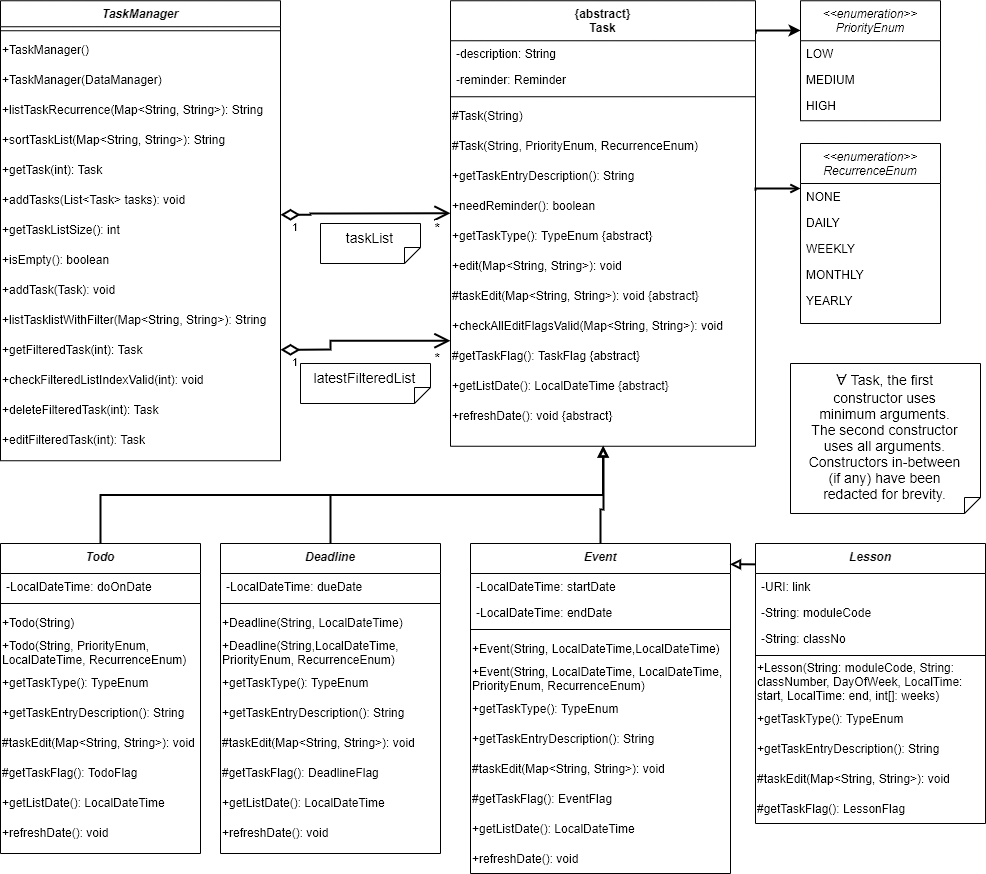 TaskManager
+TaskManager()
+TaskManager(DataManager)
+listTaskRecurrence(Map<String, String>): String
+sortTaskList(Map<String, String>): String
+getTask(int): Task
+addTasks(List<Task> tasks): void
+getTaskListSize(): int
+isEmpty(): boolean
+addTask(Task): void
+listTasklistWithFilter(Map<String, String>): String
+getFilteredTask(int): Task
+checkFilteredListIndexValid(int): void
+deleteFilteredTask(int): Task
+editFilteredTask(int): Task
1
*
taskList
1
*
latestFilteredList
{abstract}
Task
-description: String
-reminder: Reminder
#Task(String)
#Task(String, PriorityEnum, RecurrenceEnum)
+getTaskEntryDescription(): String
+needReminder(): boolean
+getTaskType(): TypeEnum {abstract}
+edit(Map<String, String>): void
#taskEdit(Map<String, String>): void {abstract}
+checkAllEditFlagsValid(Map<String, String>): void
#getTaskFlag(): TaskFlag {abstract}
+getListDate(): LocalDateTime {abstract}
+refreshDate(): void {abstract}
<<enumeration>>
PriorityEnum
LOW
MEDIUM
HIGH
<<enumeration>>
RecurrenceEnum
NONE
DAILY
WEEKLY
MONTHLY
YEARLY
∀ Task, the first
constructor uses
minimum arguments.
The second constructor
uses all arguments.
Constructors in-between
(if any) have been
redacted for brevity.
Todo
-LocalDateTime: doOnDate
+Todo(String)
+Todo(String, PriorityEnum,
LocalDateTime, RecurrenceEnum)
+getTaskType(): TypeEnum
+getTaskEntryDescription(): String
#taskEdit(Map<String, String>): void
#getTaskFlag(): TodoFlag
+getListDate(): LocalDateTime
+refreshDate(): void
Deadline
-LocalDateTime: dueDate
+Deadline(String, LocalDateTime)
+Deadline(String,LocalDateTime,
PriorityEnum, RecurrenceEnum)
+getTaskType(): TypeEnum
+getTaskEntryDescription(): String
#taskEdit(Map<String, String>): void
#getTaskFlag(): DeadlineFlag
+getListDate(): LocalDateTime
+refreshDate(): void
Event
-LocalDateTime: startDate
-LocalDateTime: endDate
+Event(String, LocalDateTime,LocalDateTime)
+Event(String, LocalDateTime, LocalDateTime,
PriorityEnum, RecurrenceEnum)
+getTaskType(): TypeEnum
+getTaskEntryDescription(): String
#taskEdit(Map<String, String>): void
#getTaskFlag(): EventFlag
+getListDate(): LocalDateTime
+refreshDate(): void
Lesson
-URI: link
-String: moduleCode
-String: classNo
+Lesson(String: moduleCode, String:
classNumber, DayOfWeek, LocalTime:
start, LocalTime: end, int[]: weeks)
+getTaskType(): TypeEnum
+getTaskEntryDescription(): String
#taskEdit(Map<String, String>): void
#getTaskFlag(): LessonFlag